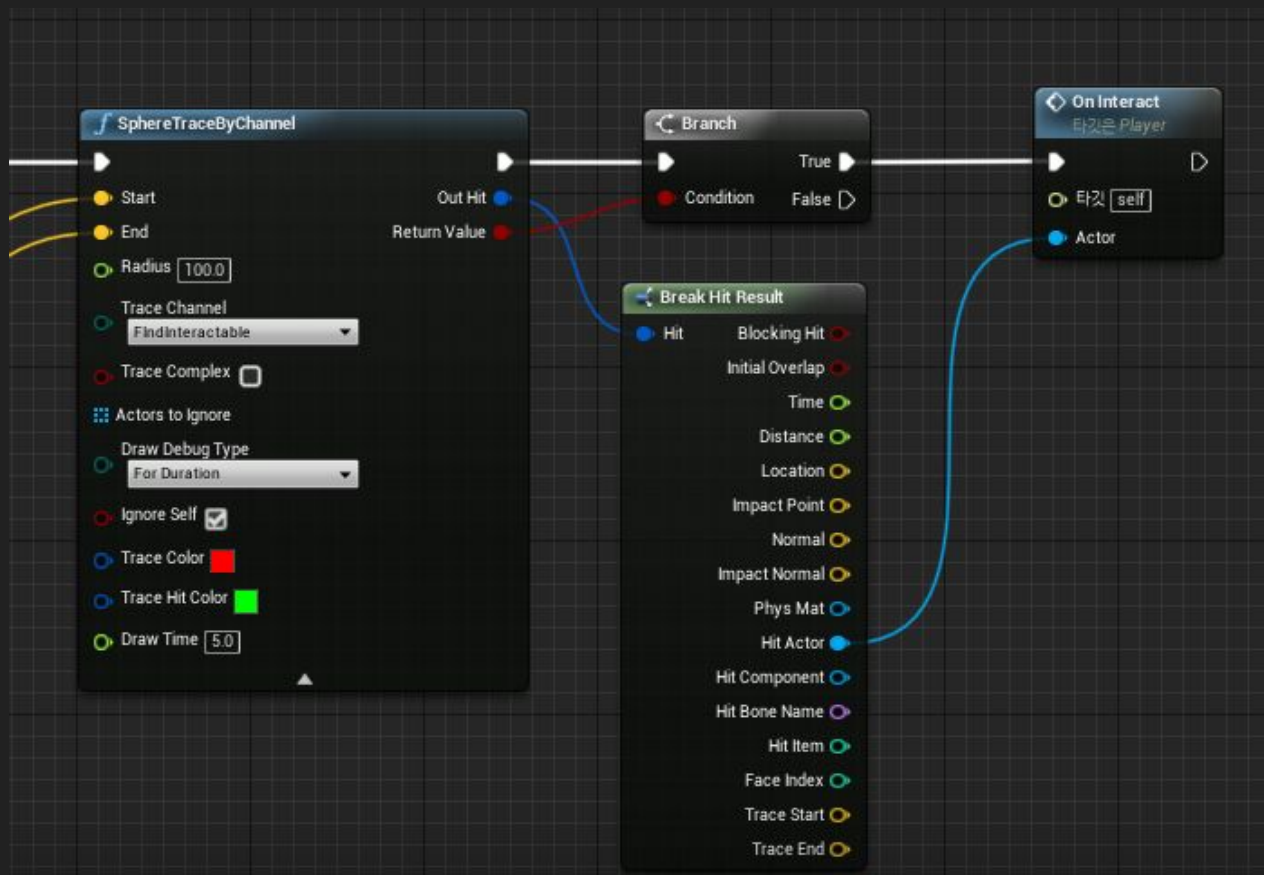 SphereTraceByChannel
Start
Out Hit
End
Return Value
Radius 100.0
Trace Channel
FindInteractable
Trace Complex
Actors to Ignore
Draw Debug Type
For Duration
Ignore Self
Trace Color
Trace Hit Color
Draw Time 5.0
Branch
True
Condition
False
Break Hit Result
Hit
Blocking Hit
Initial Overlap
Time
Distance
Location
Impact Point
Normal
Impact Normal
Phys Mat
Hit Actor
Hit Component
Hit Bone Name
Hit Item
Face Index
Trace Start
Trace End
On Interact
타깃은 Player
타깃 self
Actor